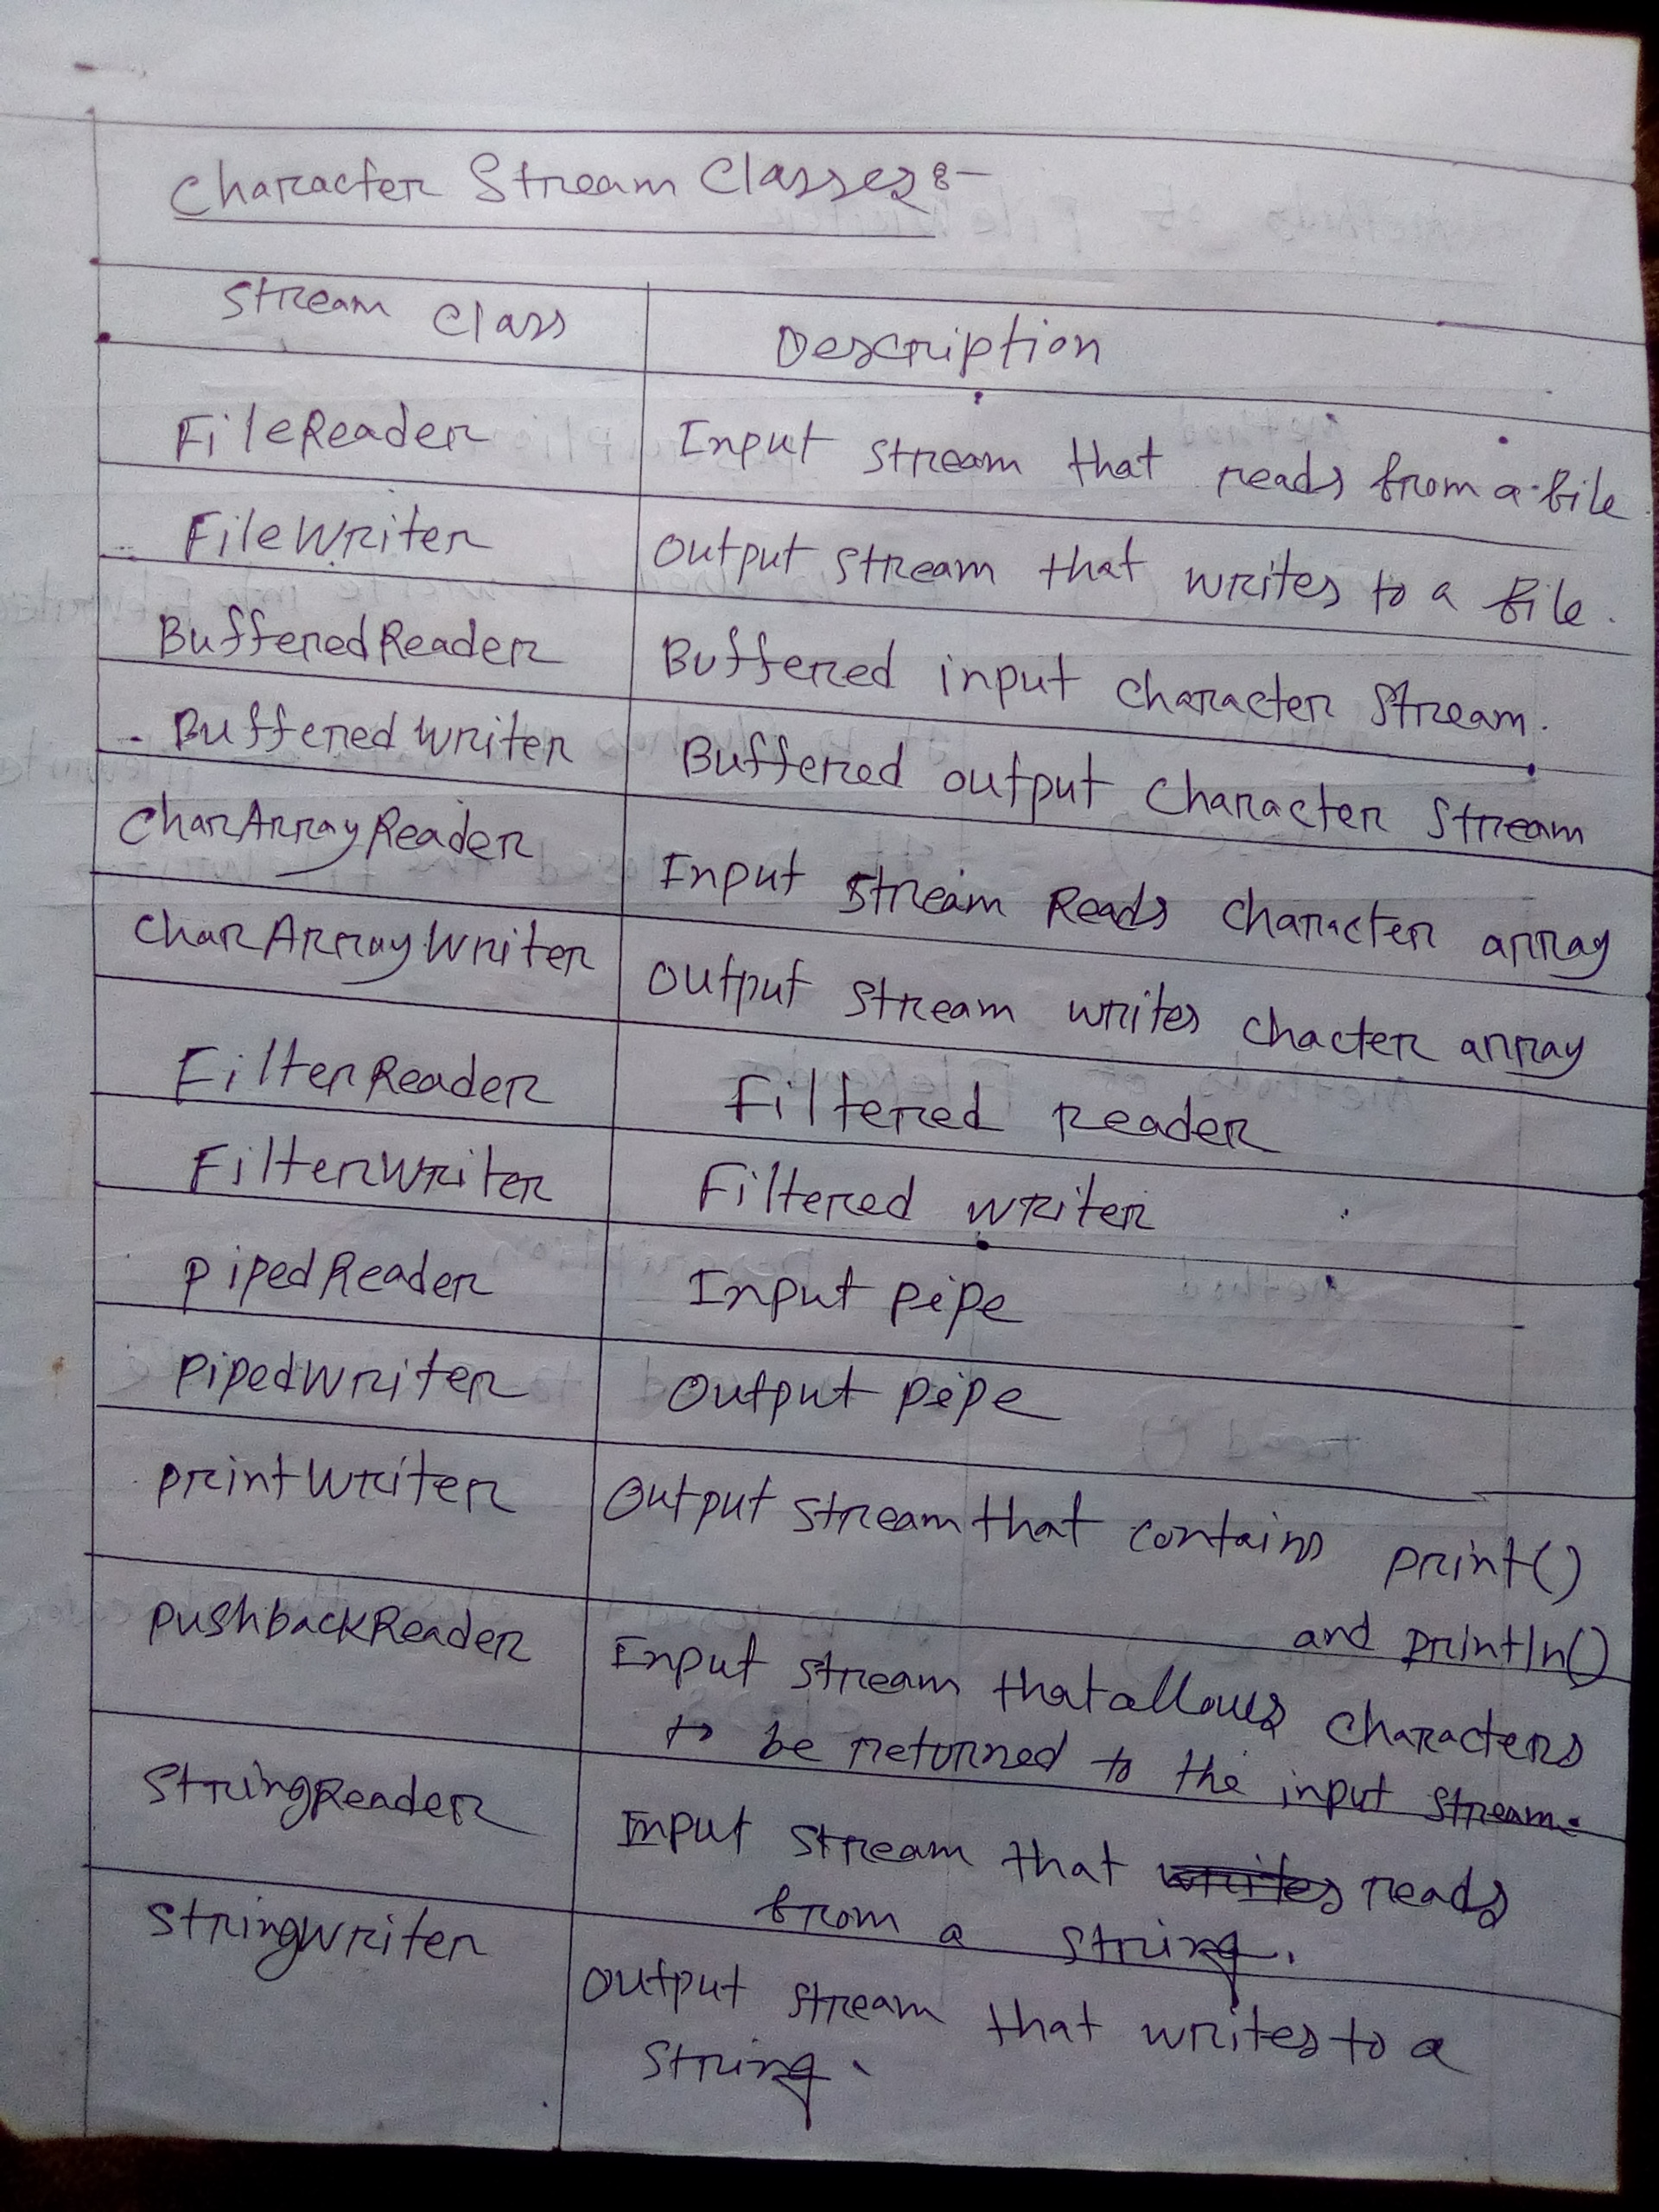 Character Stream Classes:-
Stream Class Description
FileReader Input stream that reads from a file
FileWriter Output stream that writes to a file.
BufferedReader Buffered input character stream.
BufferedWriter Buffered output character stream
CharArrayReader Input stream Reads character array
CharArrayWriter Output stream writes chacter array
FilterReader Filtered reader
FilterWriter Filtered writer
pipedReader Input pipe
pipedWriter Output pipe
printWriter Output stream that contains print()
and println()
pushbackReader Input stream that allows characters
to be returned to the input stream.
StringReader Input stream that writes reads
from a string.
StringWriter Output stream that writes to a
string.